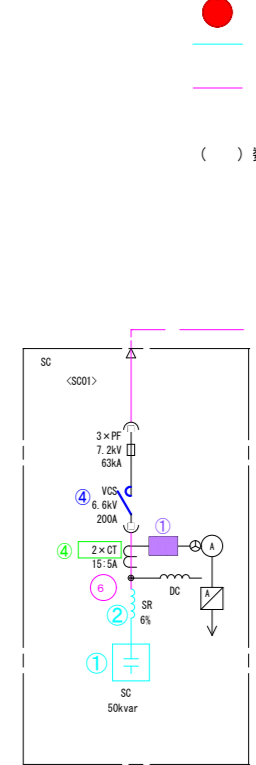 (　　)
SC
<SC01>
3×PF
7.2kV
63kA
④
VCS
6.6kV
200A
①
④
2×CT
15:5A
A
6
DC
A
②
SR
6%
①
SC
50kvar